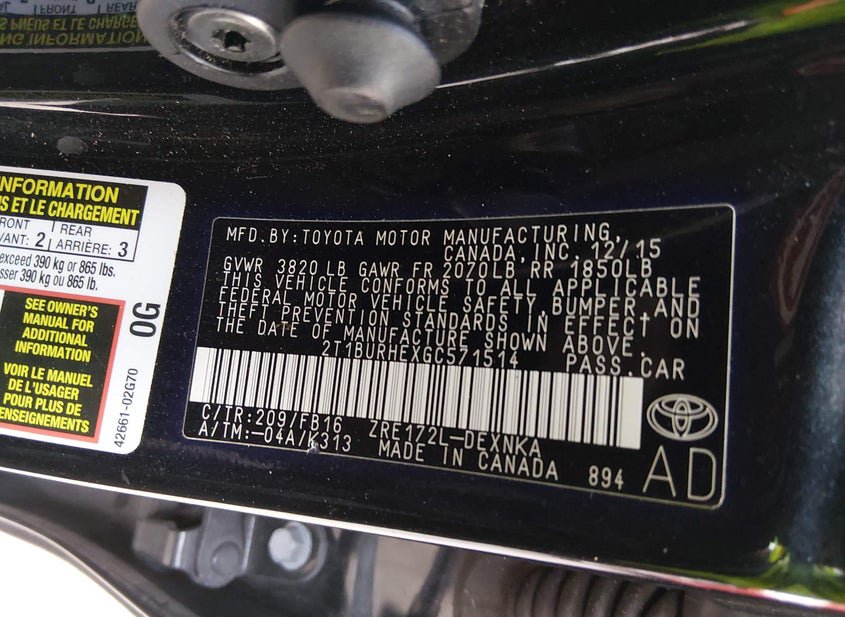 INFORMATION
US ET LE CHARGEMENT
FRONT
REAR
VANT: 2
ARRIÈRE: 3
exceed 390 kg or 865 lbs.
sser 390 kg ou 865 lb.
SEE OWNER'S
MANUAL FOR
ADDITIONAL
INFORMATION
VOIR LE MANUEL
DE L'USAGER
POUR PLUS DE
RENSEIGNEMENTS
0G
42661-02G70
MFD.BY:TOYOTA MOTOR MANUFACTURING,
CANADA,INC. 12/15
GVWR 3820 LB GAWR FR 2070LB RR 1850LB
THIS VEHICLE CONFORMS TO ALL APPLICABLE
FEDERAL MOTOR VEHICLE SAFETY,BUMPER,AND
THEFT PREVENTION STANDARDS IN EFFECT ON
THE DATE OF MANUFACTURE SHOWN ABOVE.
2T1BURHEXGC571514 PASS.CAR
C/TR:209/FB16 ZRE172L-DEXNKA
A/TM:-04A/K313 MADE IN CANADA 894
AD